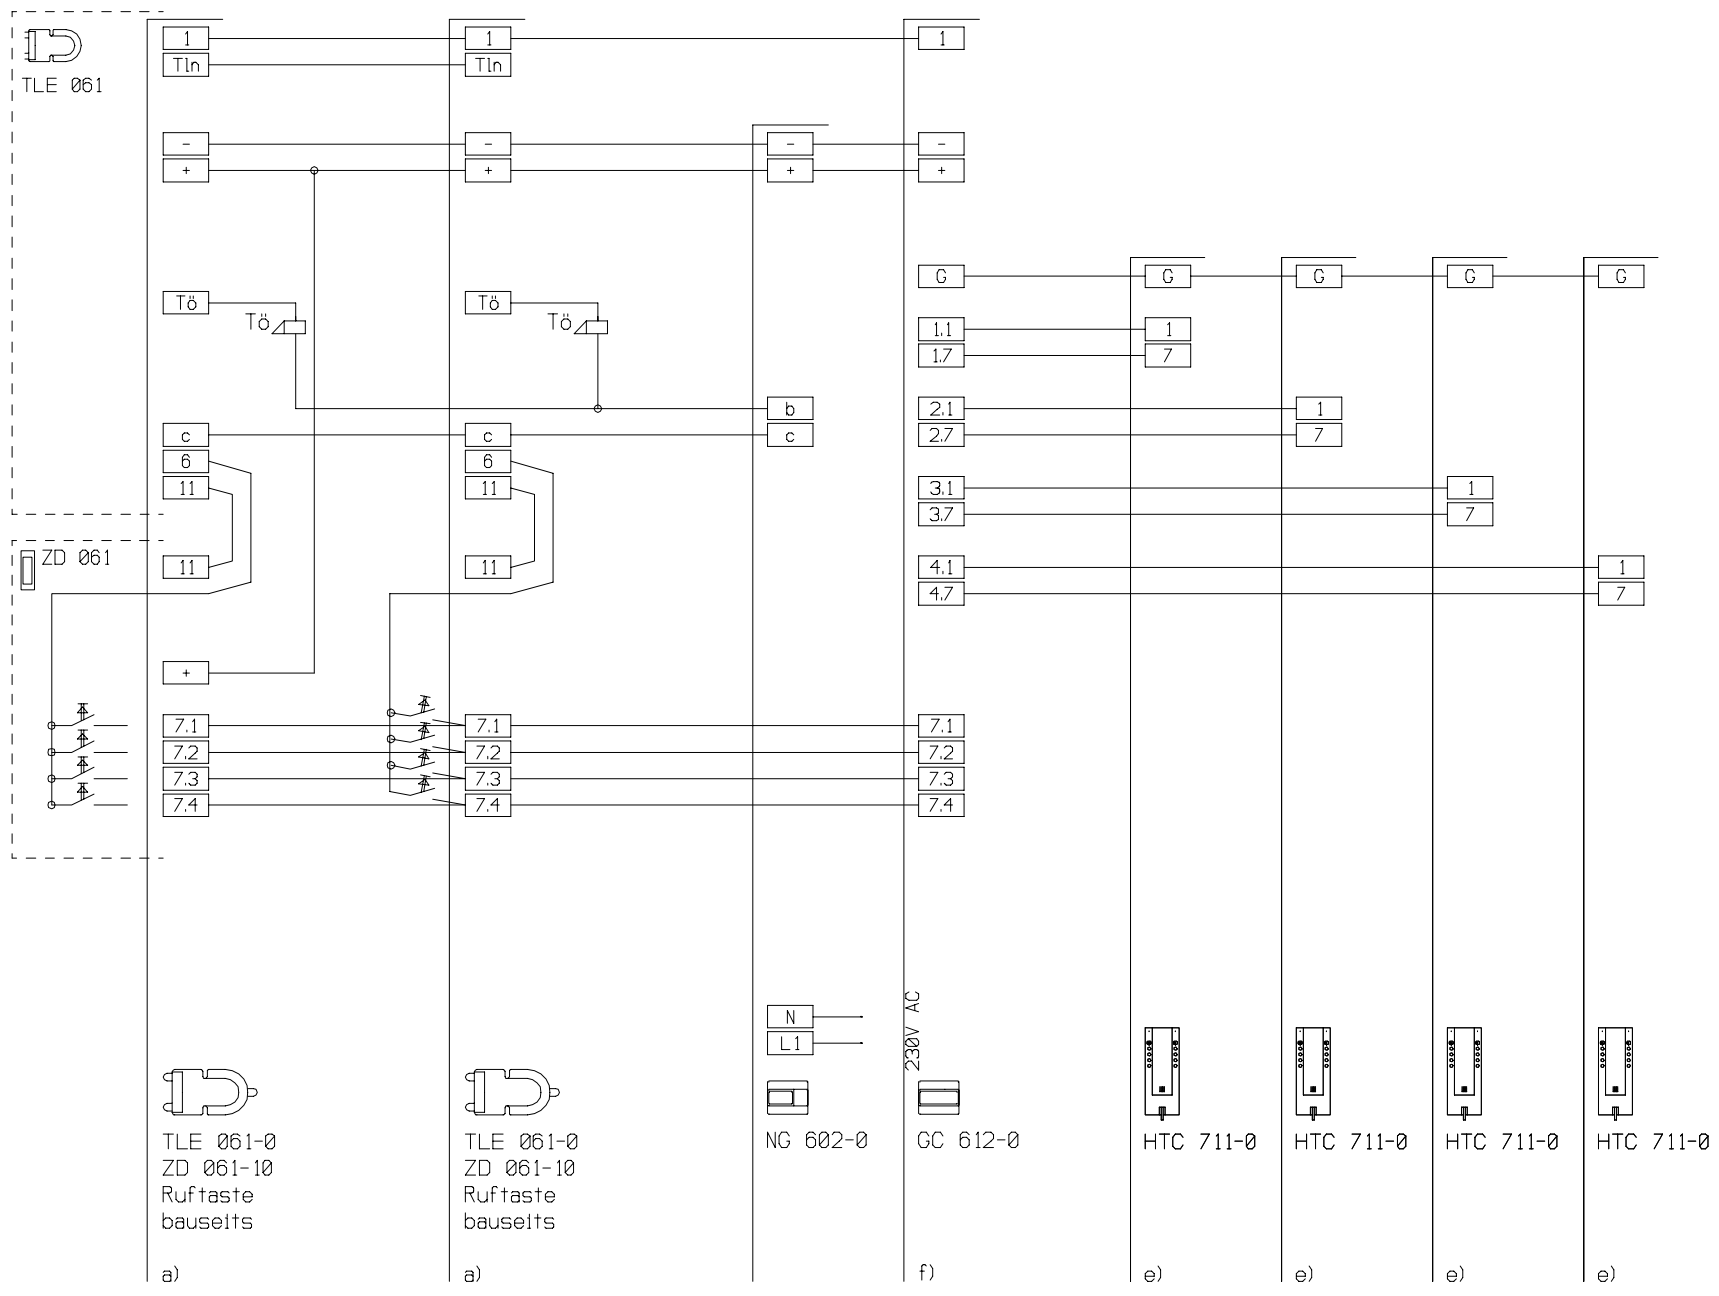 1 1 1
Tln Tln
TLE 061
- - - -
+ + + +
G G G G G
Tö Tö
Tö Tö
1.1 1
1.7 7
b 2.1 1
c c c 2.7 7
6 6
11 11 3.1 1
3.7 7
ZD 061
11 11 4.1 1
4.7 7
+
7.1 7.1 7.1
7.2 7.2 7.2
7.3 7.3 7.3
7.4 7.4 7.4
N
L1
230V AC
TLE 061-0
ZD 061-10
Ruftaste
bauseits
a)
TLE 061-0
ZD 061-10
Ruftaste
bauseits
a)
NG 602-0
GC 612-0
f)
HTC 711-0
e)
HTC 711-0
e)
HTC 711-0
e)
HTC 711-0
e)